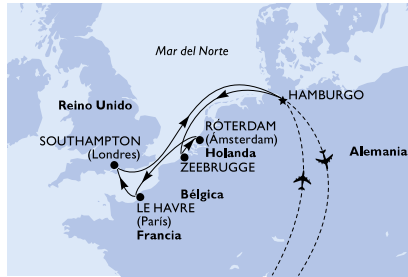 Mar del Norte
HAMBURGO
Reino Unido
RÓTERDAM
(Ámsterdam)
SOUTHAMPTON
(Londres)
Holanda
Alemania
ZEEBRUGGE
Bélgica
LE HAVRE
(París)
Francia